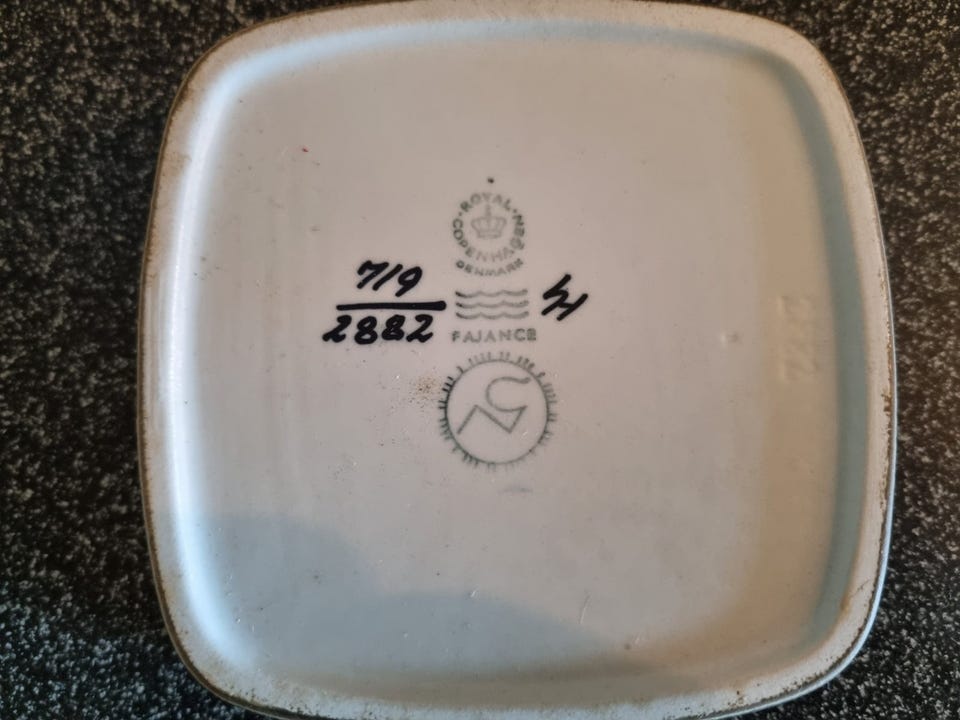 ROYAL
COPENHAGEN
DENMARK
719
2882
FAJANCE